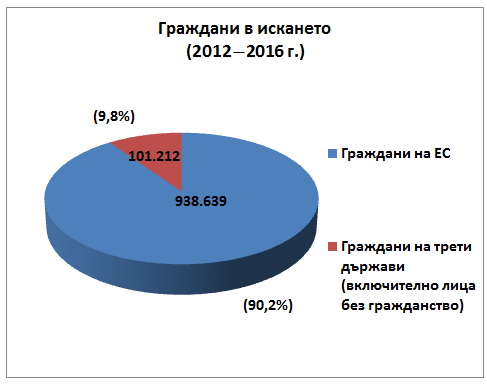 Граждани в искането
(2012—2016 г.)
(9,8%)
101.212
938.639
(90,2%)
Граждани на ЕС
Граждани на трети
държави
(включително лица
без гражданство)